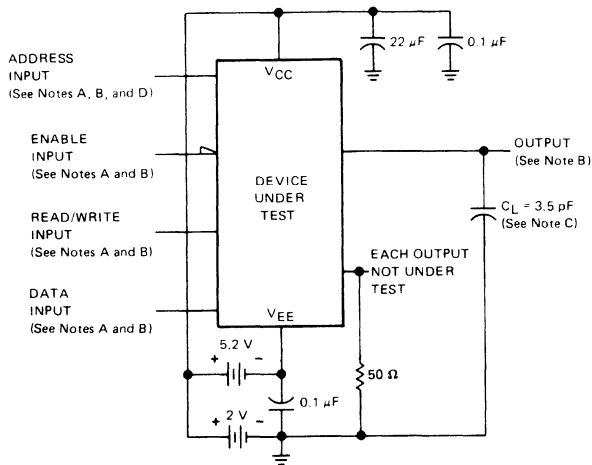 22 μF
0.1 μF
ADDRESS
INPUT
(See Notes A, B, and D)
VCC
ENABLE
INPUT
(See Notes A and B)
OUTPUT
(See Note B)
DEVICE
UNDER
TEST
CL = 3.5 pF
(See Note C)
READ/WRITE
INPUT
(See Notes A and B)
EACH OUTPUT
NOT UNDER
TEST
DATA
INPUT
(See Notes A and B)
VEE
5.2 V
+ −
50 Ω
0.1 μF
2 V
+ −